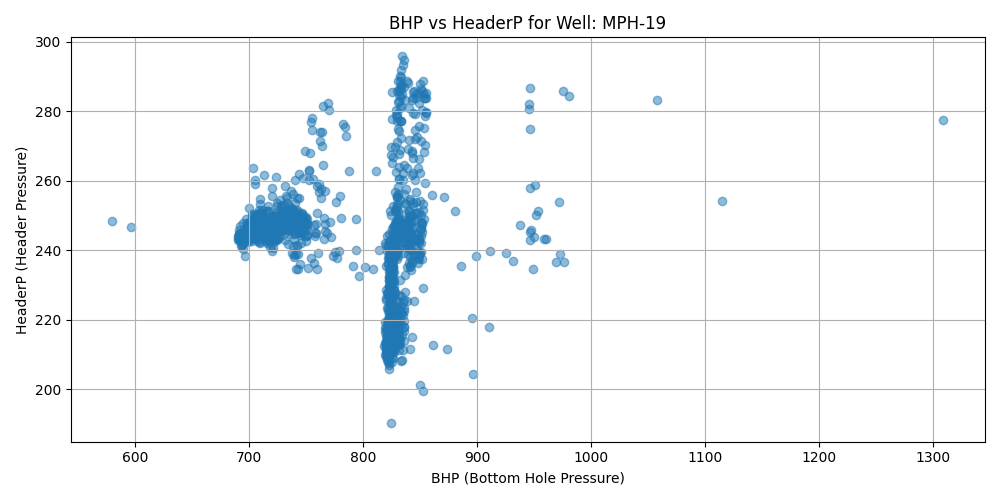 BHP vs HeaderP for Well: MPH-19
HeaderP (Header Pressure)
300
280
260
240
220
200
600 700 800 900 1000 1100 1200 1300
BHP (Bottom Hole Pressure)